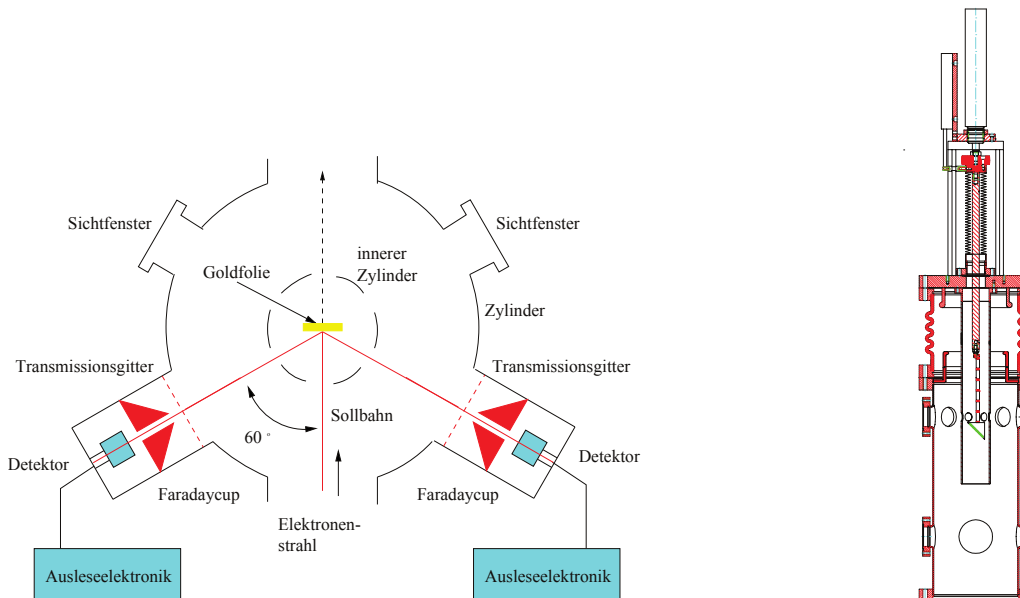 Sichtfenster
Sichtfenster
innerer
Zylinder
Goldfolie
Zylinder
Transmissionsgitter
Transmissionsgitter
Sollbahn
60 °
Detektor
Detektor
Faradaycup
Faradaycup
Elektronen-
strahl
Ausleseelektronik
Ausleseelektronik